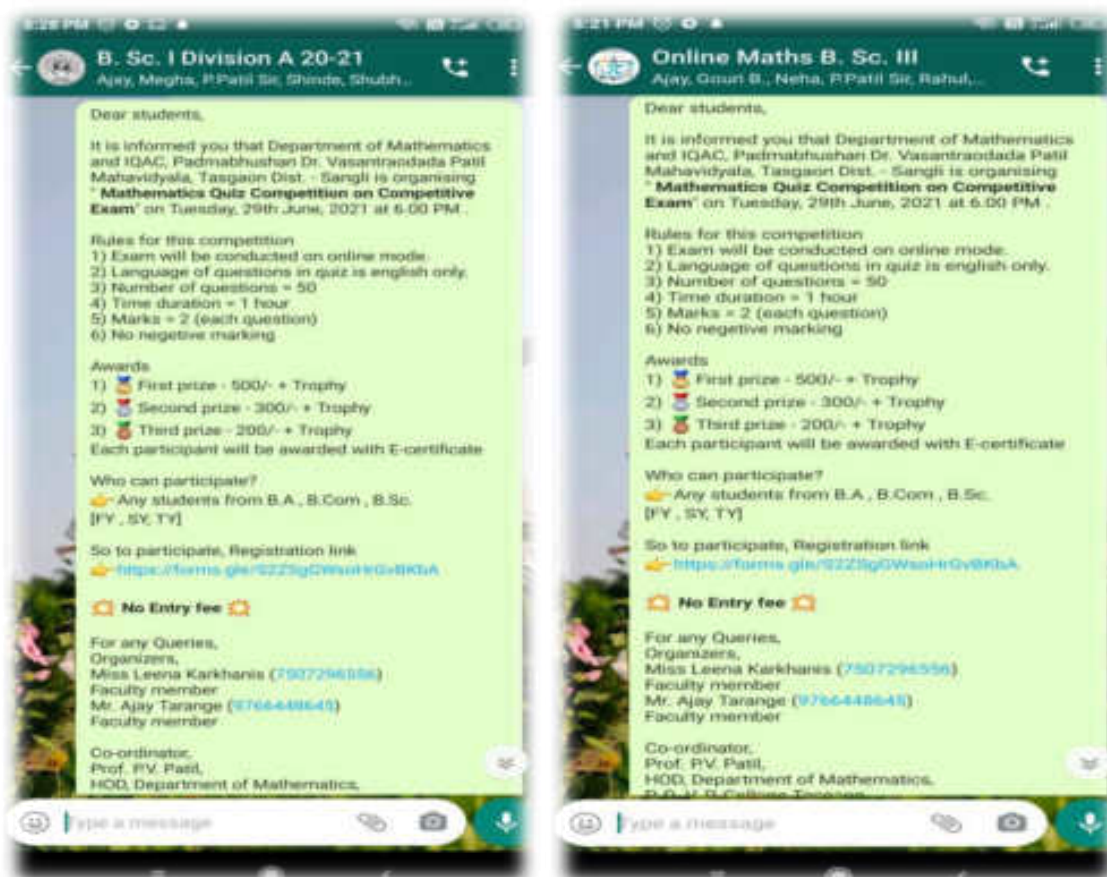 5:26 PM
B. Sc. I Division A 20-21
Ajay, Megha, P.Patil Sir, Shinde, Shubh...
Dear students,
It is informed you that Department of Mathematics
and IQAC, Padmabhushan Dr. Vasantraodada Patil
Mahavidyala, Tasgaon Dist. - Sangli is organising
" Mathematics Quiz Competition on Competitive
Exam" on Tuesday, 29th June, 2021 at 6.00 PM .
Rules for this competition
1) Exam will be conducted on online mode.
2) Language of questions in quiz is english only.
3) Number of questions = 50
4) Time duration = 1 hour
5) Marks = 2 (each question)
6) No negetive marking
Awards
1) 🥇 First prize - 500/- + Trophy
2) 🥈 Second prize - 300/- + Trophy
3) 🥉 Third prize - 200/- + Trophy
Each participant will be awarded with E-certificate
Who can participate?
👉 Any students from B.A , B.Com , B.Sc.
[FY , SY, TY]
So to participate, Registration link
💥 No Entry fee 💥
For any Queries,
Organizers,
Miss Leena Karkhanis (7507296556)
Faculty member
Mr. Ajay Tarange (9766448645)
Faculty member
Co-ordinator,
Prof. P.V. Patil,
HOD, Department of Mathematics,
Type a message
5:21 PM
Online Maths B. Sc. III
Ajay, Gouri B., Neha, P.Patil Sir, Rahul,...
Dear students,
It is informed you that Department of Mathematics
and IQAC, Padmabhushan Dr. Vasantraodada Patil
Mahavidyala, Tasgaon Dist. - Sangli is organising
" Mathematics Quiz Competition on Competitive
Exam" on Tuesday, 29th June, 2021 at 6.00 PM .
Rules for this competition
1) Exam will be conducted on online mode.
2) Language of questions in quiz is english only.
3) Number of questions = 50
4) Time duration = 1 hour
5) Marks = 2 (each question)
6) No negetive marking
Awards
1) 🥇 First prize - 500/- + Trophy
2) 🥈 Second prize - 300/- + Trophy
3) 🥉 Third prize - 200/- + Trophy
Each participant will be awarded with E-certificate
Who can participate?
👉 Any students from B.A , B.Com , B.Sc.
[FY , SY, TY]
So to participate, Registration link
💥 No Entry fee 💥
For any Queries,
Organizers,
Miss Leena Karkhanis (7507296556)
Faculty member
Mr. Ajay Tarange (9766448645)
Faculty member
Co-ordinator,
Prof. P.V. Patil,
HOD, Department of Mathematics,
Type a message